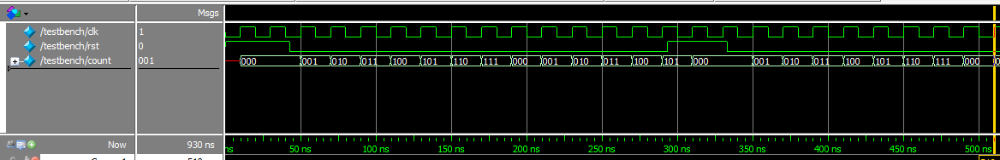 Msgs
/testbench/clk 1
/testbench/rst 0
/testbench/count 001 000 001 010 011 100 101 110 111 000 001 010 011 100 101 000 001 010 011 100 101 110 111 000
Now 930 ns ns 50 ns 100 ns 150 ns 200 ns 250 ns 300 ns 350 ns 400 ns 450 ns 500 ns